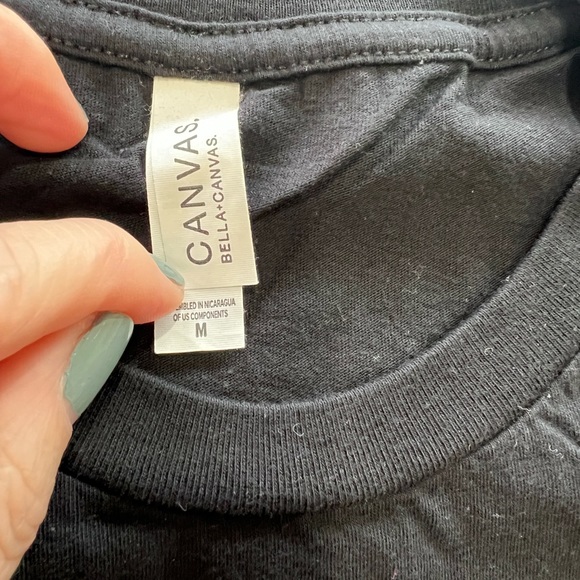 CANVAS.
BELLA+CANVAS.
IN NICARAGUA
OF US COMPONENTS
M